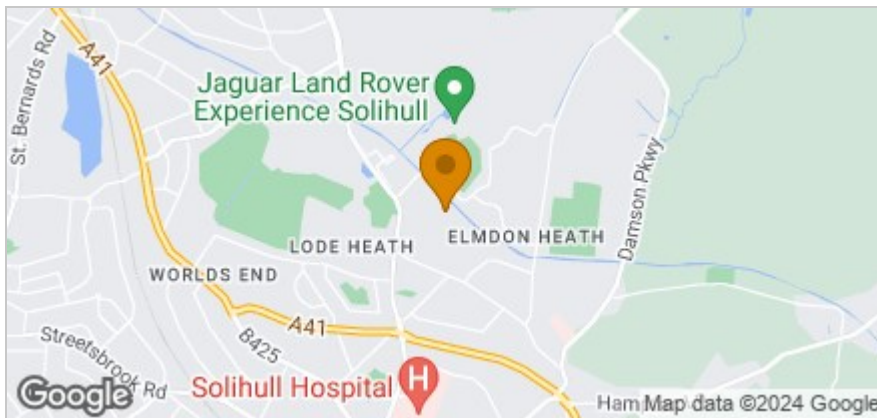 St. Bernards Rd
A41
Jaguar Land Rover
Experience Solihull
Damson Pkwy
LODE HEATH
ELMDON HEATH
WORLDS END
A41
B425
Streetsbrook Rd
Solihull Hospital
H
Google
Ham
Map data ©2024 Google